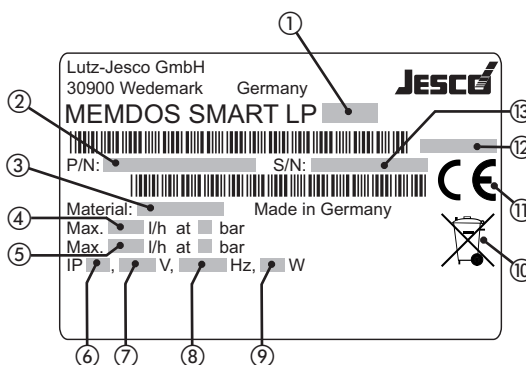 ①
Lutz-Jesco GmbH
30900 Wedemark Germany
JESCO
MEMDOS SMART LP
②
⑬
⑫
P/N: S/N:
CE
⑪
③
Material: Made in Germany
④
Max. l/h at bar
⑤
Max. l/h at bar
⑩
IP , V, Hz, W
⑥ ⑦ ⑧ ⑨